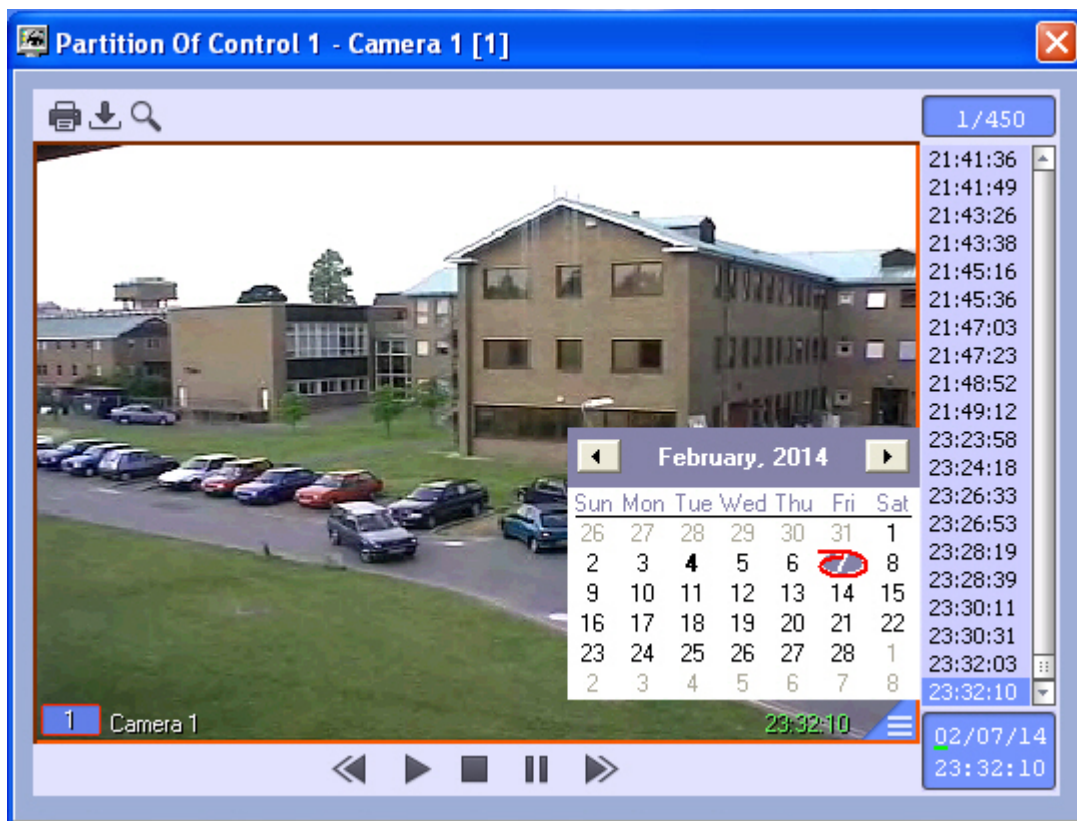 Partition Of Control 1 - Camera 1 [1]
1/450
21:41:36
21:41:49
21:43:26
21:43:38
21:45:16
21:45:36
21:47:03
21:47:23
21:48:52
21:49:12
23:23:58
23:24:18
23:26:33
23:26:53
23:28:19
23:28:39
23:30:11
23:30:31
23:32:03
23:32:10
February, 2014
Sun Mon Tue Wed Thu Fri Sat
26 27 28 29 30 31 1
2 3 4 5 6 7 8
9 10 11 12 13 14 15
16 17 18 19 20 21 22
23 24 25 26 27 28 1
2 3 4 5 6 7 8
1 Camera 1 23:32:10
02/07/14
23:32:10